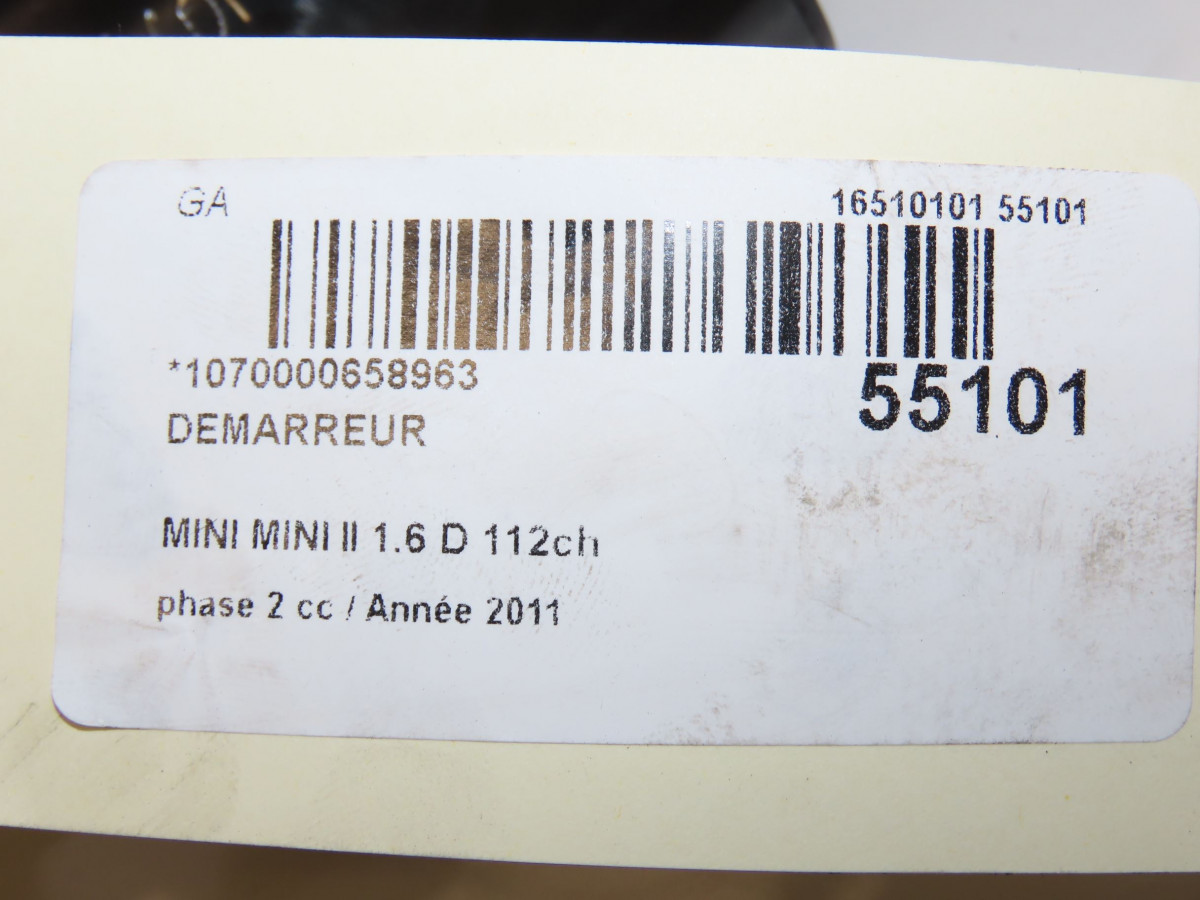 GA
16510101 55101
*1070000658963
55101
DEMARREUR
MINI MINI II 1.6 D 112ch
phase 2 cc / Année 2011